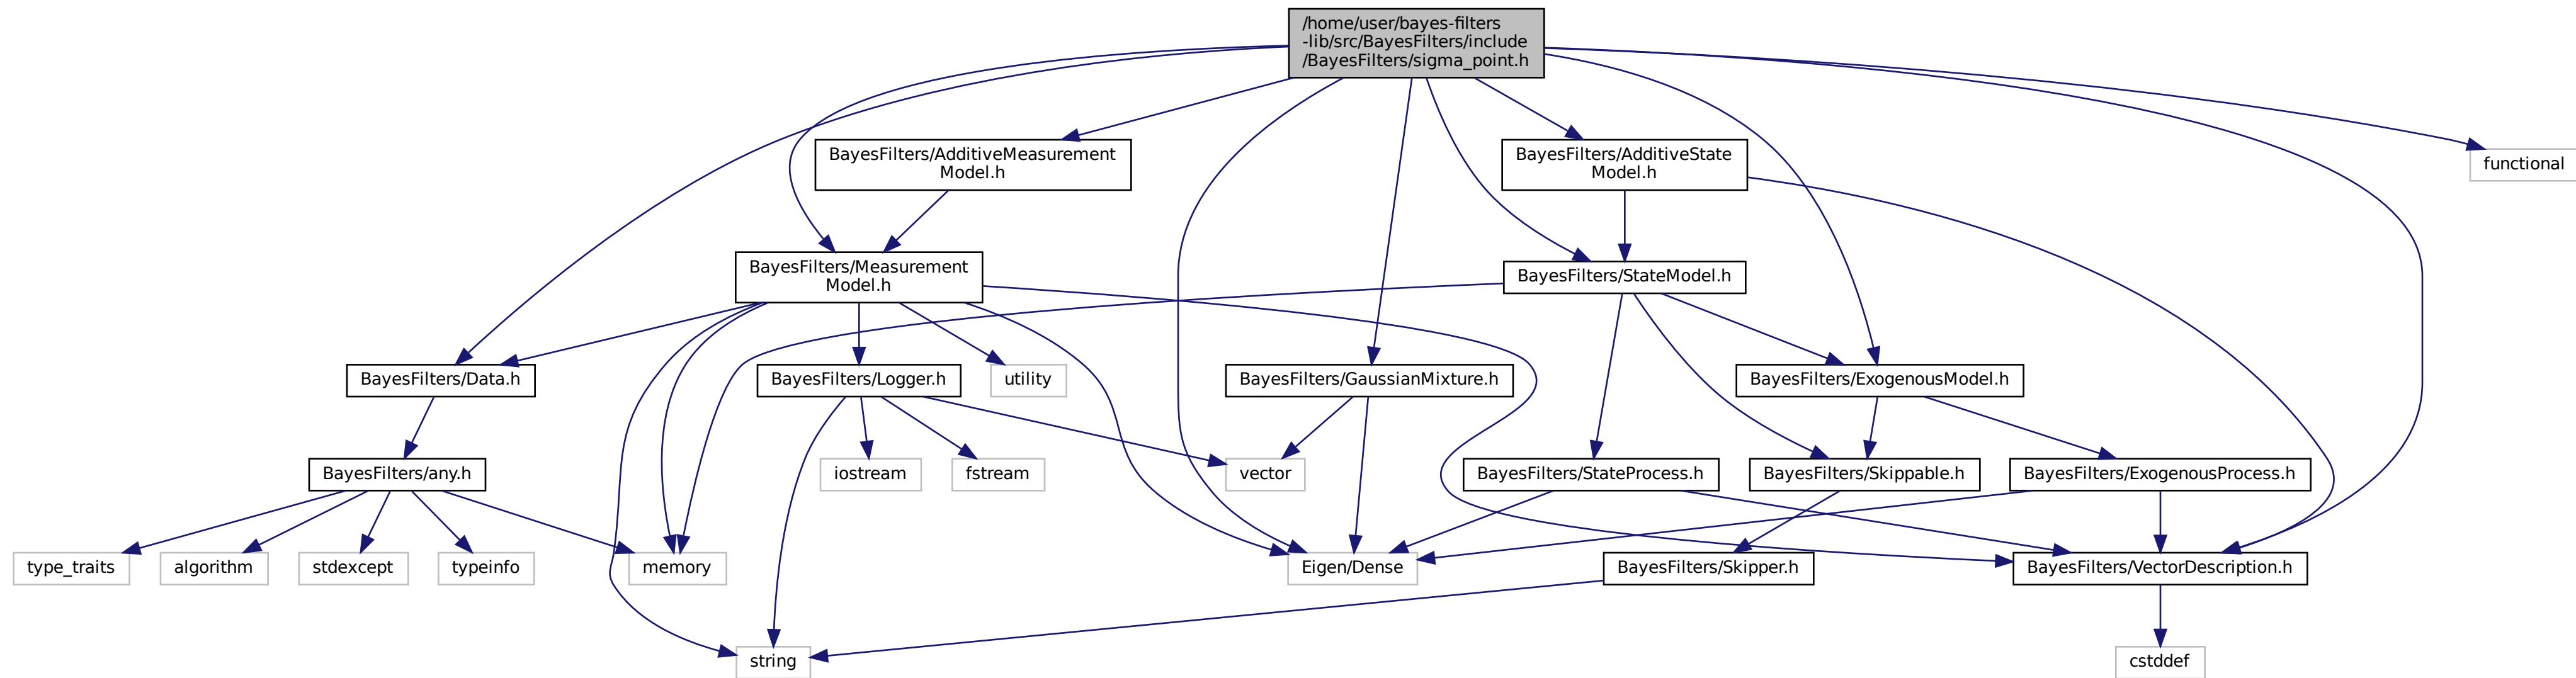 /home/user/bayes-filters
-lib/src/BayesFilters/include
/BayesFilters/sigma_point.h
BayesFilters/AdditiveMeasurement
Model.h
BayesFilters/AdditiveState
Model.h
functional
BayesFilters/Measurement
Model.h
BayesFilters/StateModel.h
BayesFilters/Data.h
BayesFilters/Logger.h
utility
BayesFilters/GaussianMixture.h
BayesFilters/ExogenousModel.h
BayesFilters/any.h
iostream
fstream
vector
BayesFilters/StateProcess.h
BayesFilters/Skippable.h
BayesFilters/ExogenousProcess.h
type_traits
algorithm
stdexcept
typeinfo
memory
Eigen/Dense
BayesFilters/Skipper.h
BayesFilters/VectorDescription.h
string
cstddef